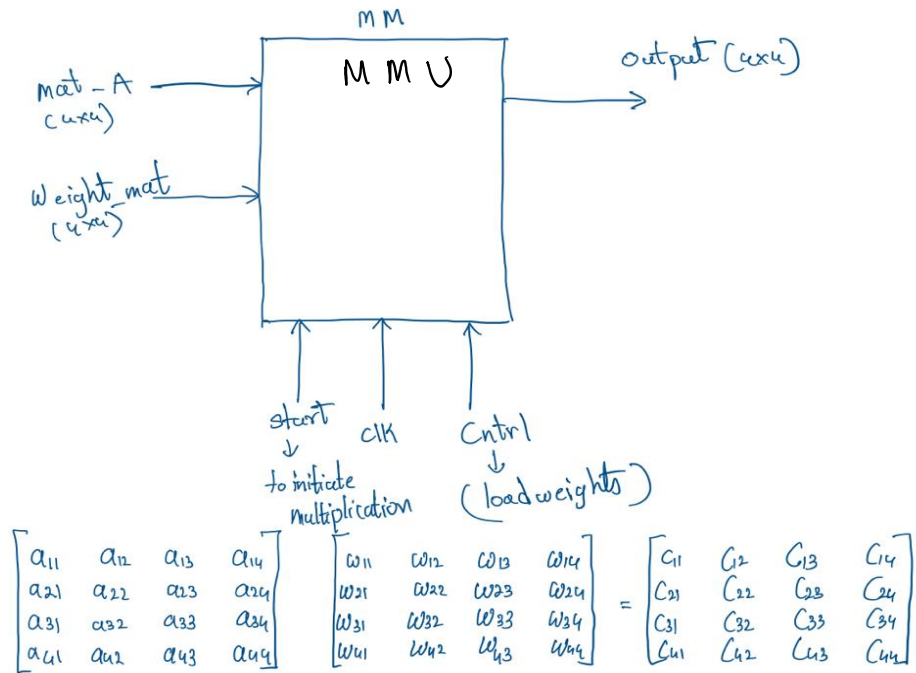 MM
MMU
mat_A
(4x4)
Weight_mat
(4x4)
output (4x4)
start
↓
to initiate
multiplication
clk
Cntrl
↓
(load weights)
[a11 a12 a13 a14] [w11 w12 w13 w14] [C11 C12 C13 C14]
[a21 a22 a23 a24] [w21 w22 w23 w24] = [C21 C22 C23 C24]
[a31 a32 a33 a34] [w31 w32 w33 w34] [C31 C32 C33 C34]
[a41 a42 a43 a44] [w41 w42 w43 w44] [C41 C42 C43 C44]